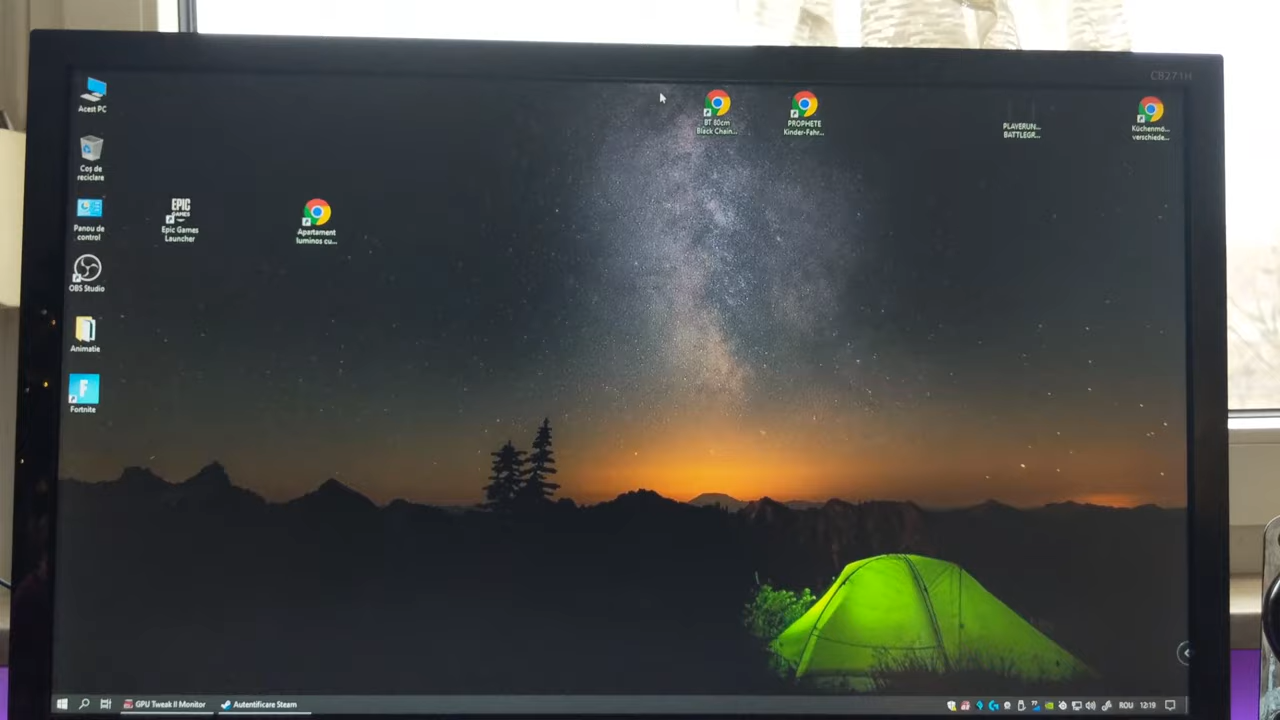 CB271H
Acest PC
Coș de
reciclare
Panou de
control
OBS Studio
Animatie
Fortnite
EPIC
GAMES
Epic Games
Launcher
Apartament
luminos cu...
BT 60cm
Black Chain...
PROPHETE
Kinder-Fahr...
PLAYERUN...
BATTLEGR...
Küchenmö...
verschiede...
GPU Tweak II Monitor
Autentificare Steam
ROU
12:19